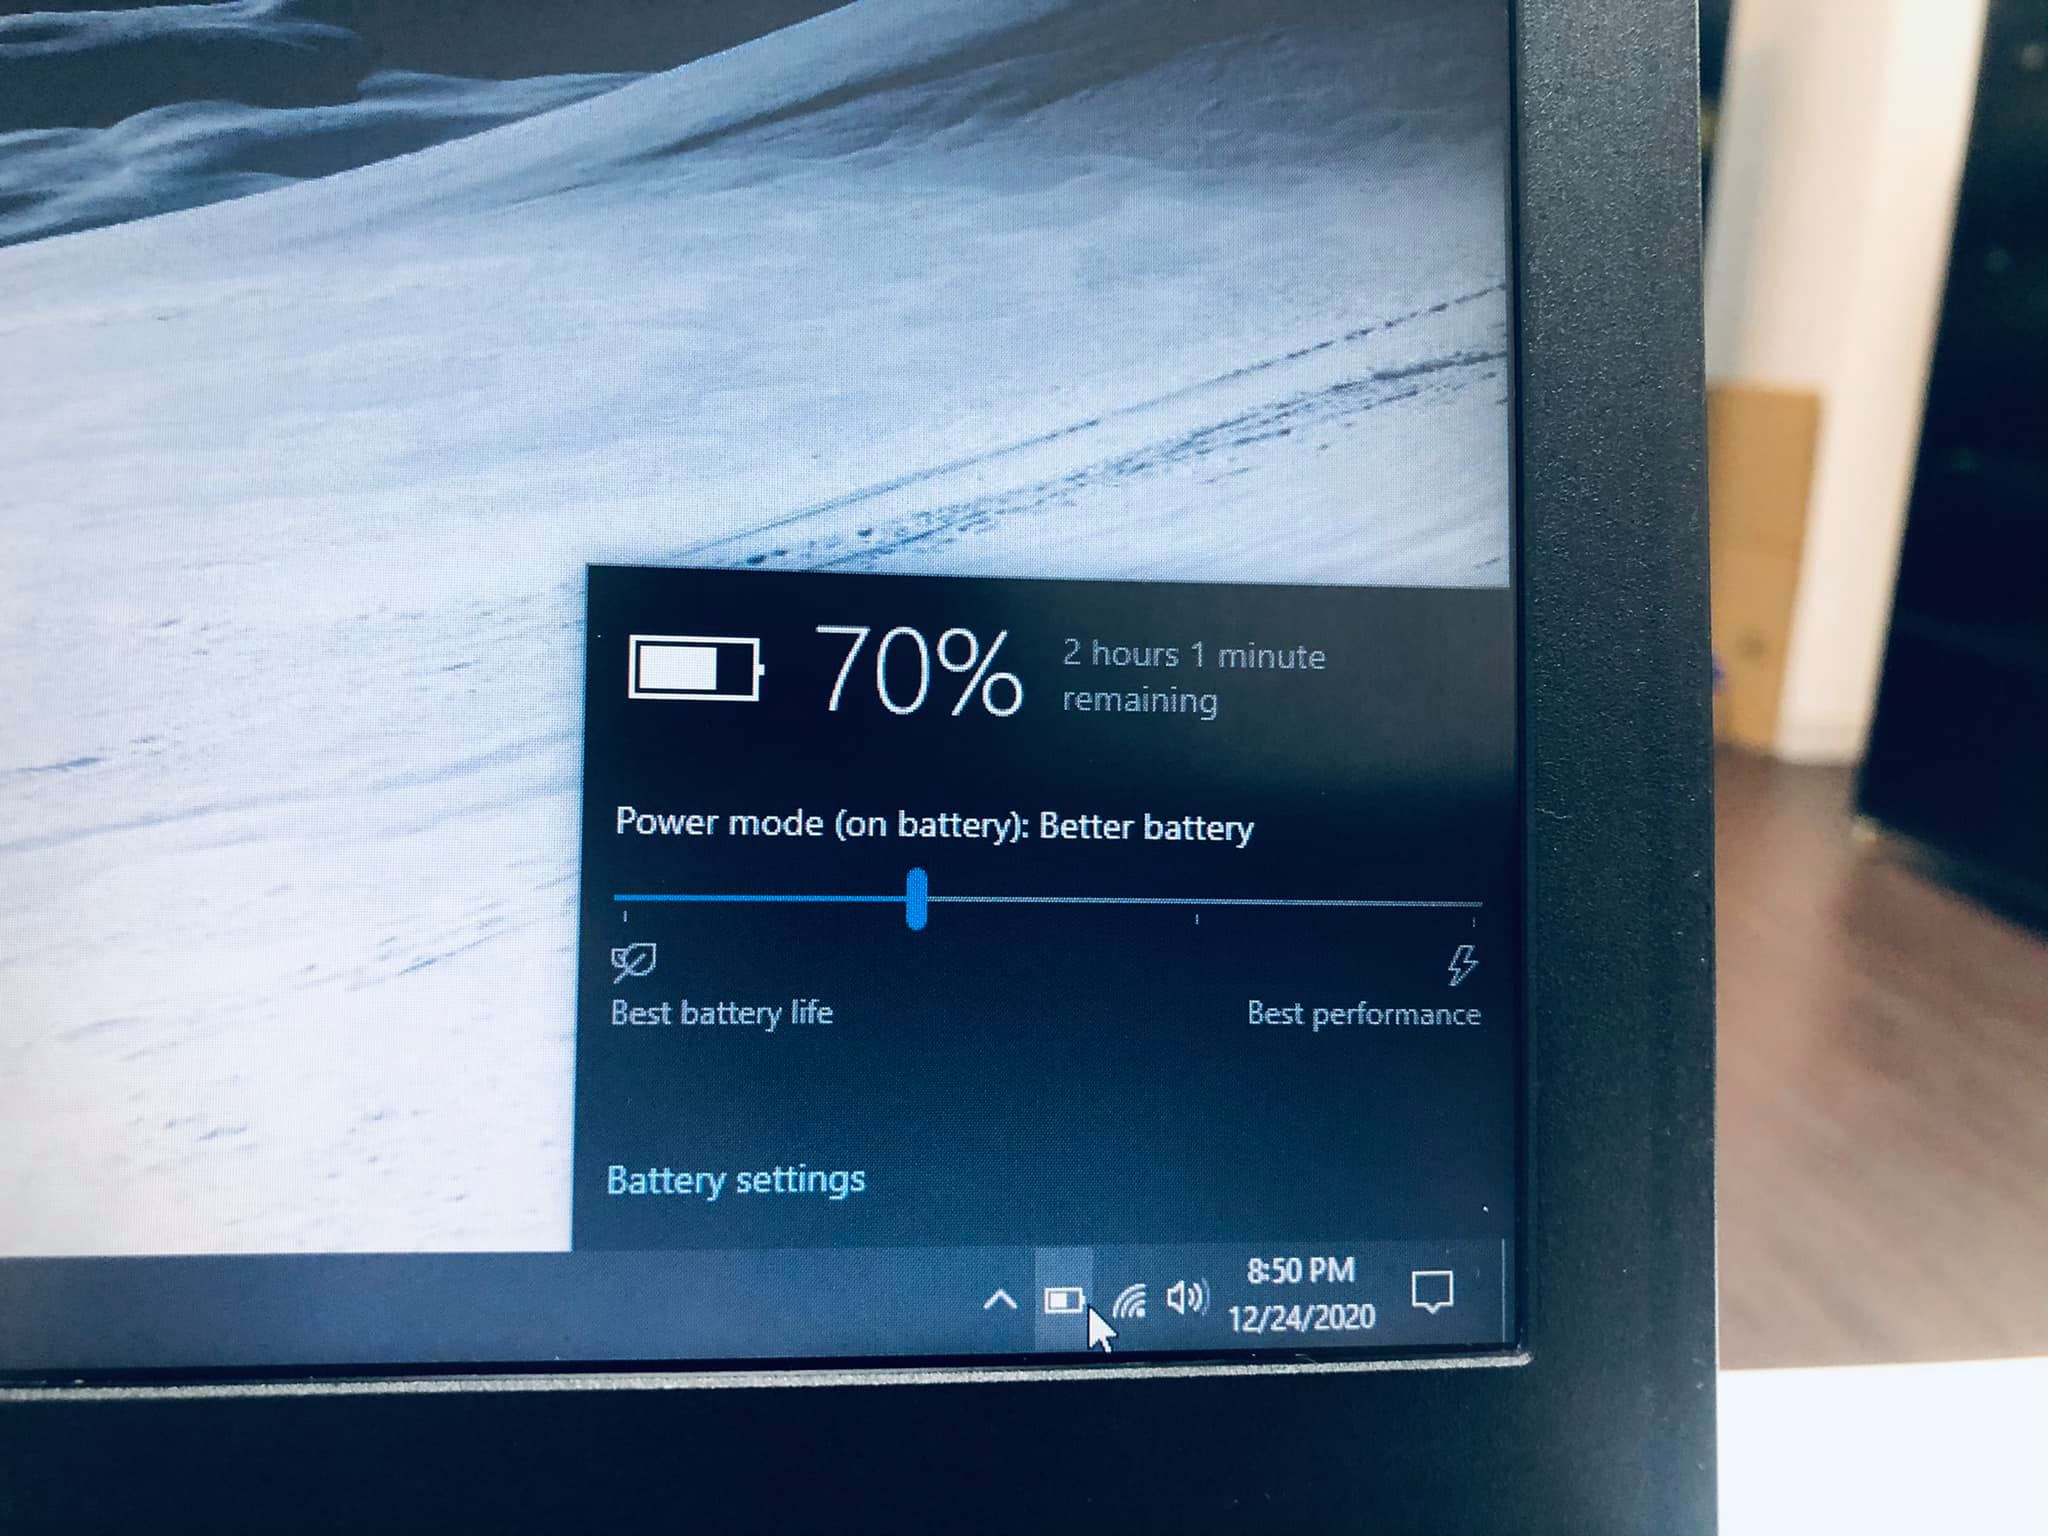 70%
2 hours 1 minute
remaining
Power mode (on battery): Better battery
Best battery life
Best performance
Battery settings
8:50 PM
12/24/2020